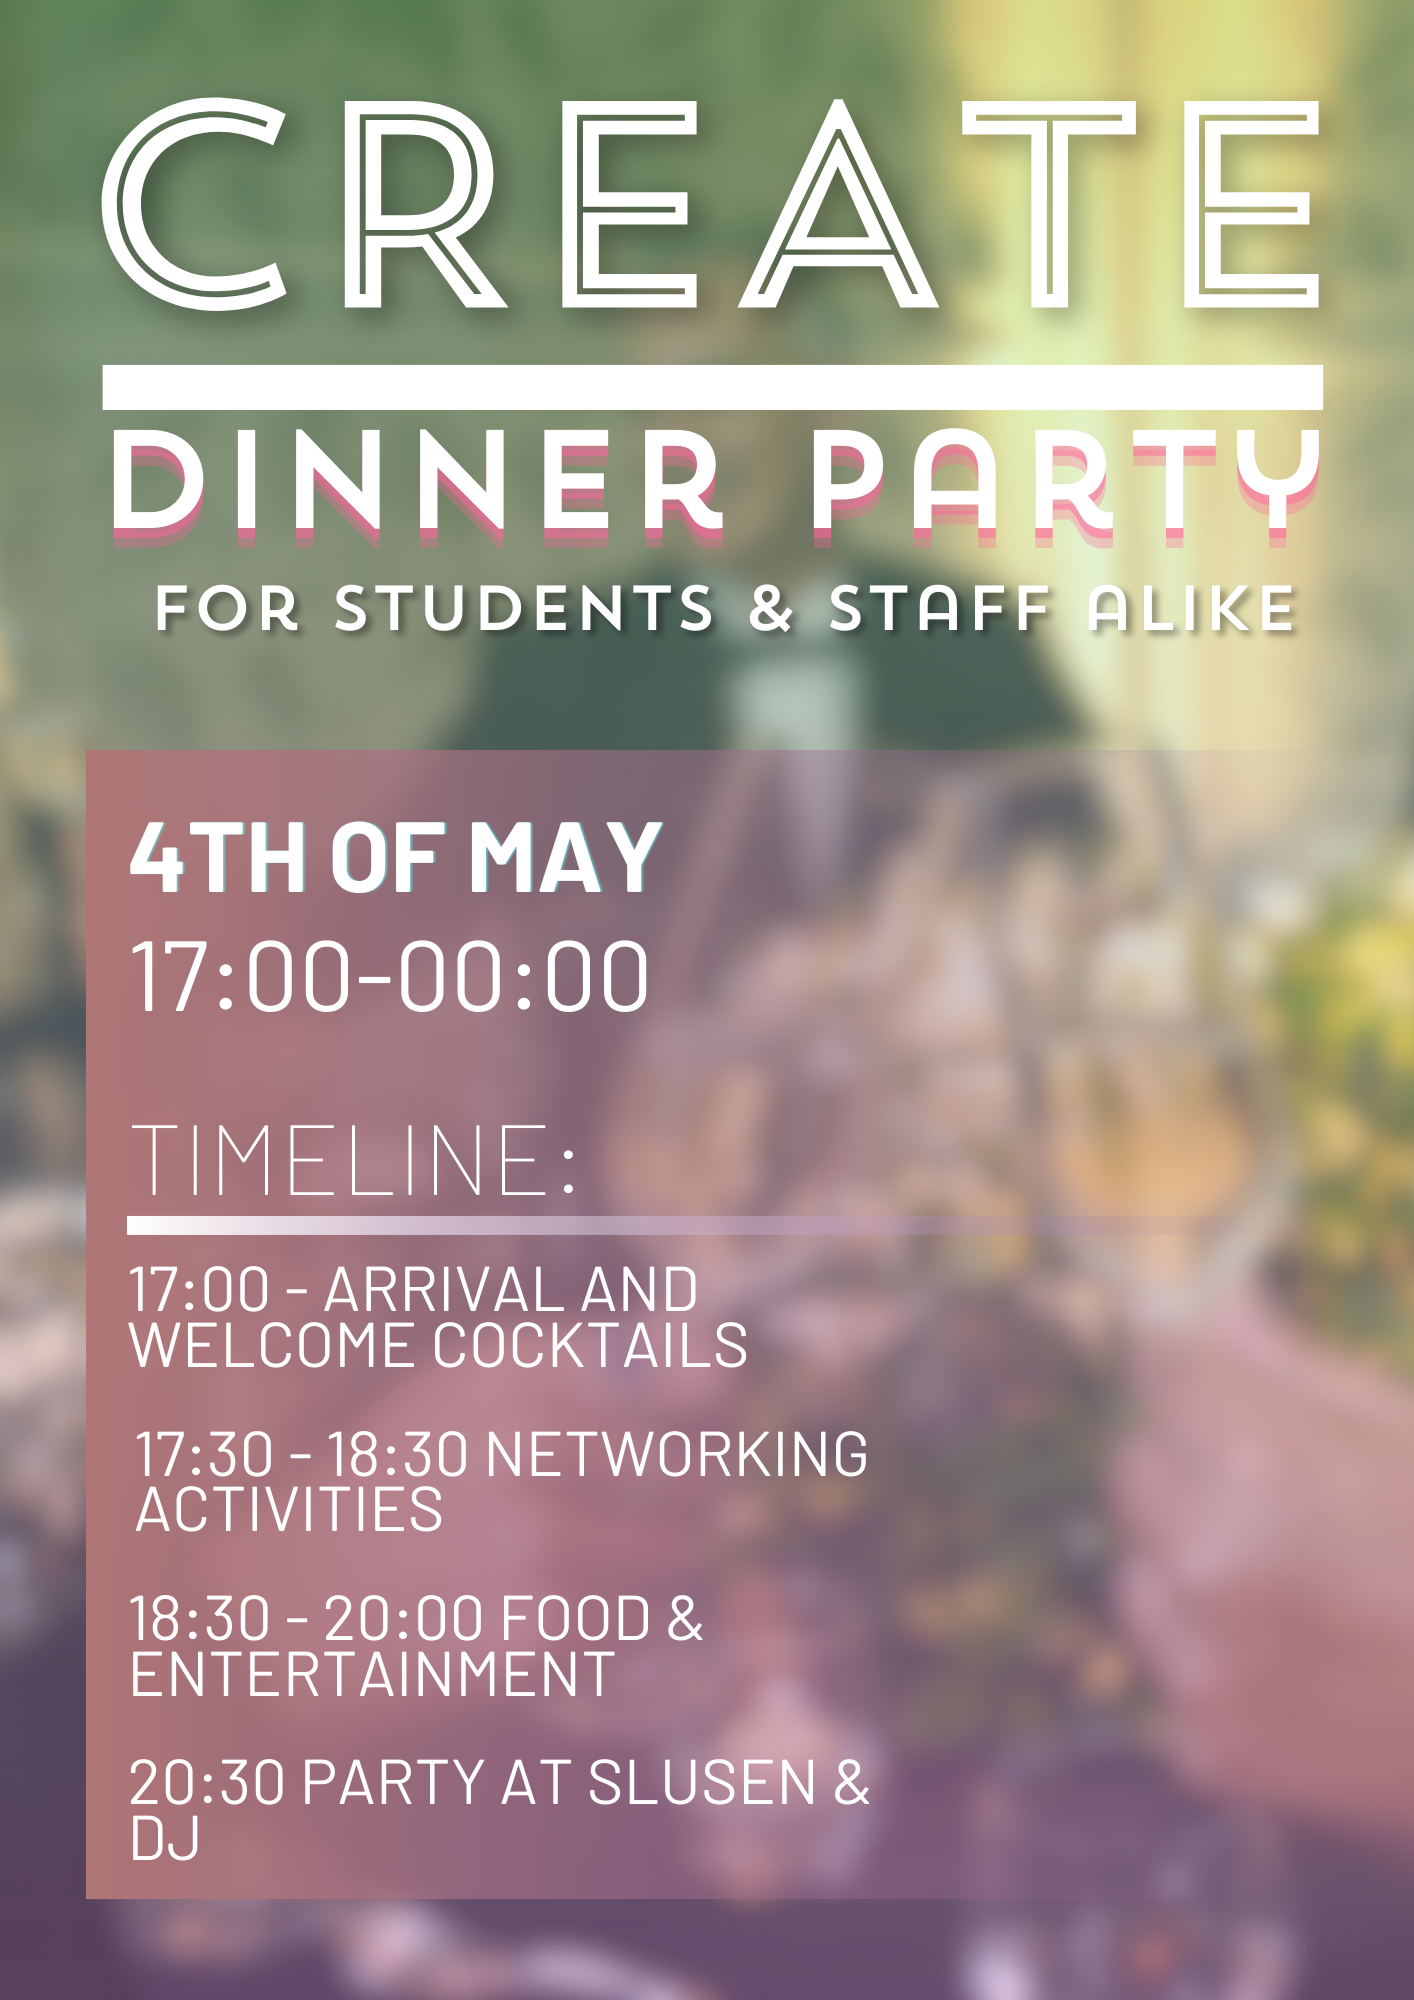 CREATE
DINNER PARTY
FOR STUDENTS & STAFF ALIKE
4TH OF MAY
17:00-00:00
TIMELINE:
17:00 - ARRIVAL AND
WELCOME COCKTAILS
17:30 - 18:30 NETWORKING
ACTIVITIES
18:30 - 20:00 FOOD &
ENTERTAINMENT
20:30 PARTY AT SLUSEN &
DJ